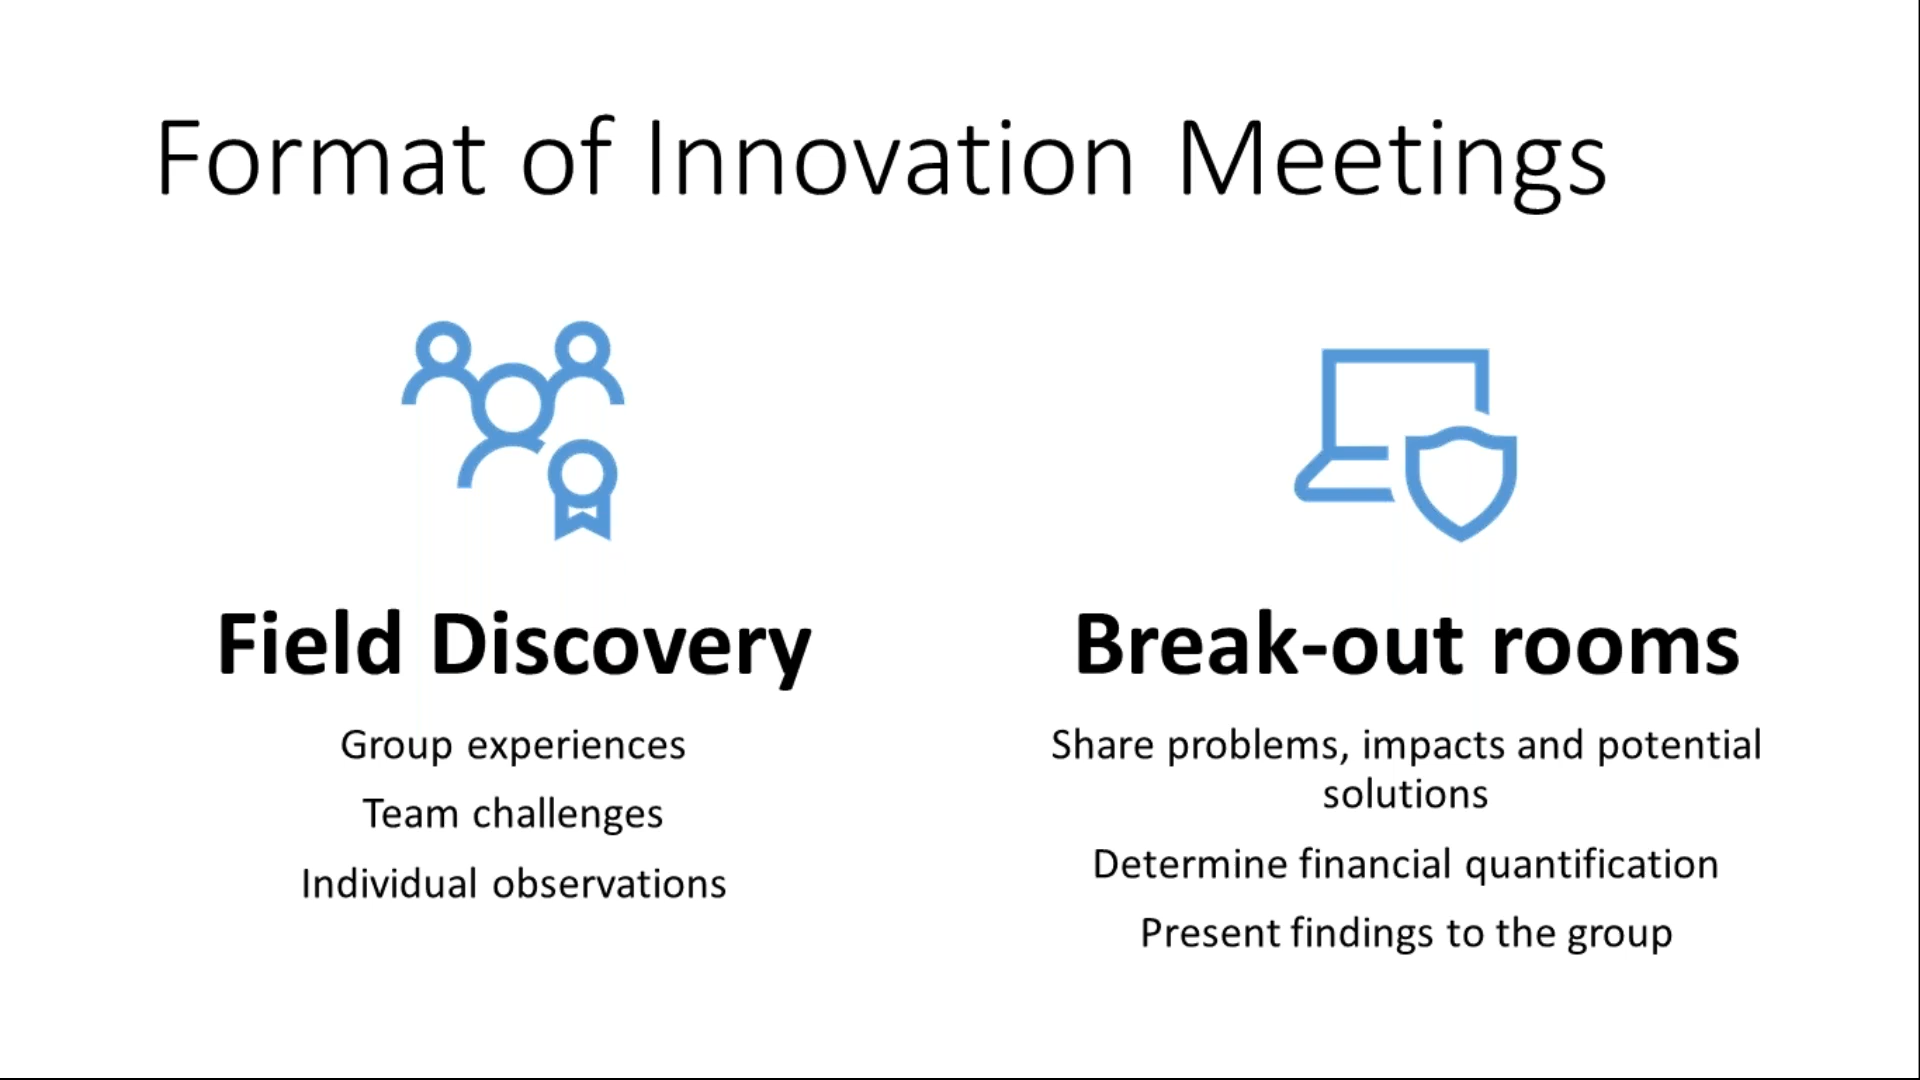 Format of Innovation Meetings
Field Discovery
Group experiences
Team challenges
Individual observations
Break-out rooms
Share problems, impacts and potential
solutions
Determine financial quantification
Present findings to the group